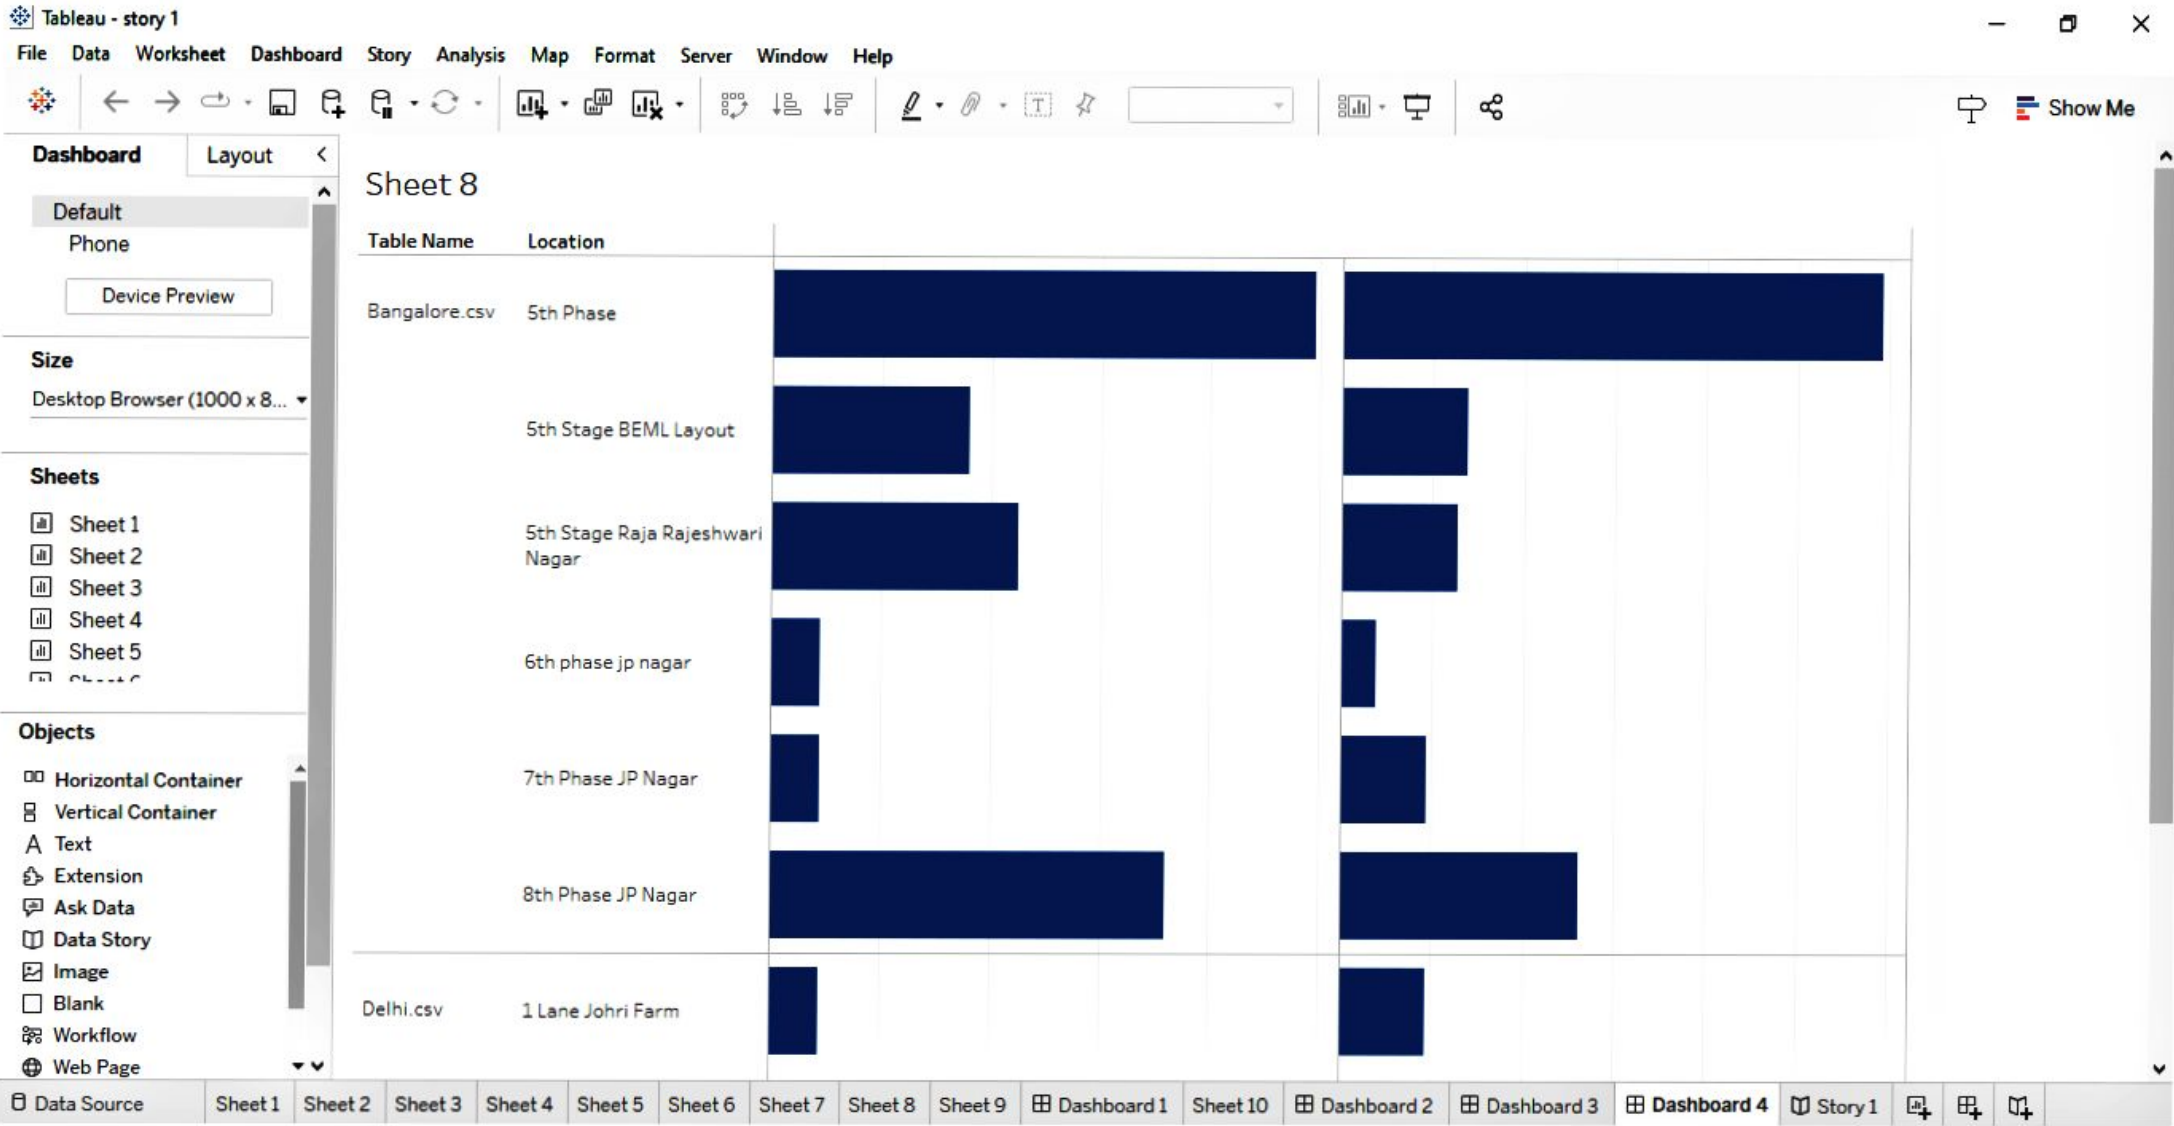 Tableau - story 1
File Data Worksheet Dashboard Story Analysis Map Format Server Window Help
Show Me
Dashboard Layout
Default
Phone
Device Preview
Size
Desktop Browser (1000 x 8...
Sheets
Sheet 1
Sheet 2
Sheet 3
Sheet 4
Sheet 5
Objects
Horizontal Container
Vertical Container
Text
Extension
Ask Data
Data Story
Image
Blank
Workflow
Web Page
Sheet 8
Table Name Location
Bangalore.csv 5th Phase
5th Stage BEML Layout
5th Stage Raja Rajeshwari
Nagar
6th phase jp nagar
7th Phase JP Nagar
8th Phase JP Nagar
Delhi.csv 1 Lane Johri Farm
Data Source Sheet 1 Sheet 2 Sheet 3 Sheet 4 Sheet 5 Sheet 6 Sheet 7 Sheet 8 Sheet 9 Dashboard 1 Sheet 10 Dashboard 2 Dashboard 3 Dashboard 4 Story 1